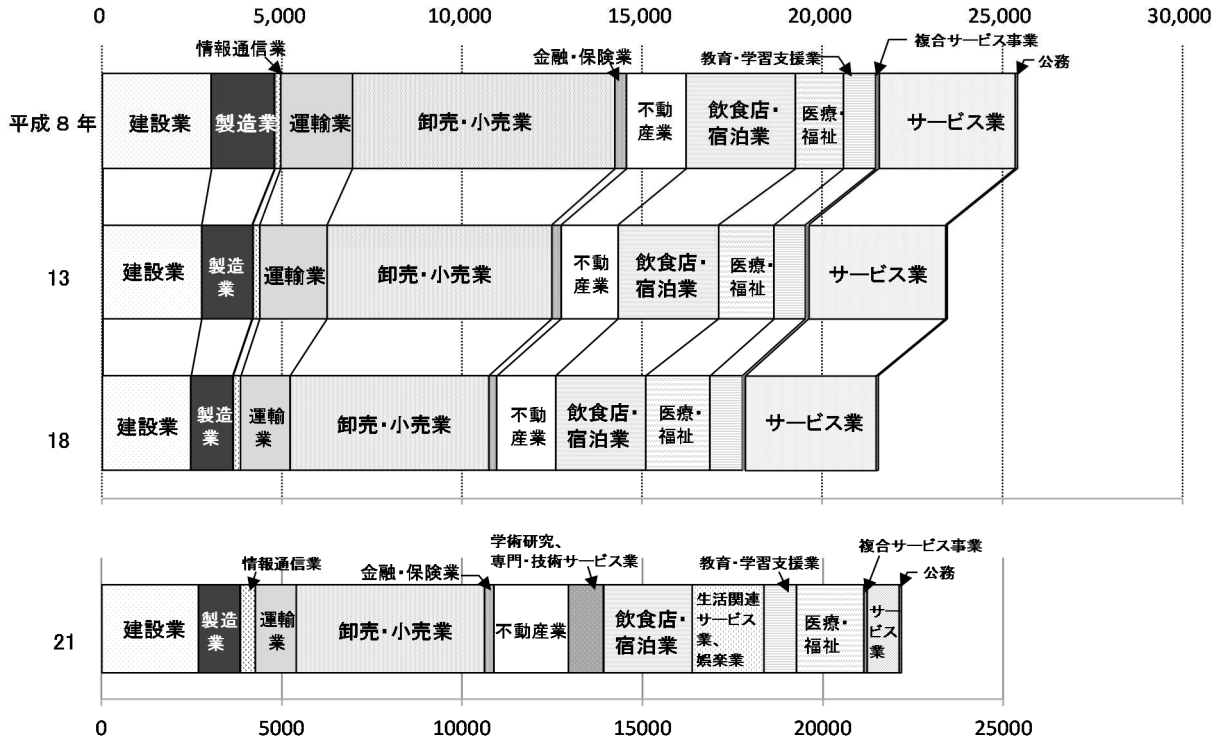 0 5,000 10,000 15,000 20,000 25,000 30,000
情報通信業
金融・保険業
教育・学習支援業
複合サービス事業
公務
平成8年
建設業
製造業
運輸業
卸売・小売業
不動
産業
飲食店・
宿泊業
医療・
福祉
サービス業
13
建設業
製造
業
運輸業
卸売・小売業
不動
産業
飲食店・
宿泊業
医療・
福祉
サービス業
18
建設業
製造
業
運輸
業
卸売・小売業
不動
産業
飲食店・
宿泊業
医療・
福祉
サービス業
情報通信業
金融・保険業
学術研究、
専門・技術サービス業
教育・学習支援業
複合サービス事業
公務
21
建設業
製造
業
運輸
業
卸売・小売業
不動産業
飲食店・
宿泊業
生活関連
サービス
業、
娯楽業
医療・
福祉
サー
ビス
業
0 5000 10000 15000 20000 25000